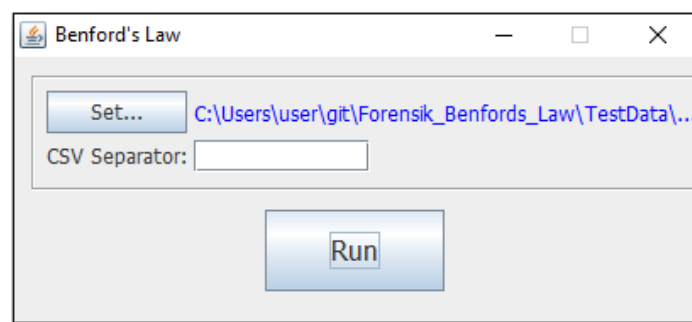 Benford's Law
Set... C:\Users\user\git\Forensik_Benfords_Law\TestData\...
CSV Separator:
Run